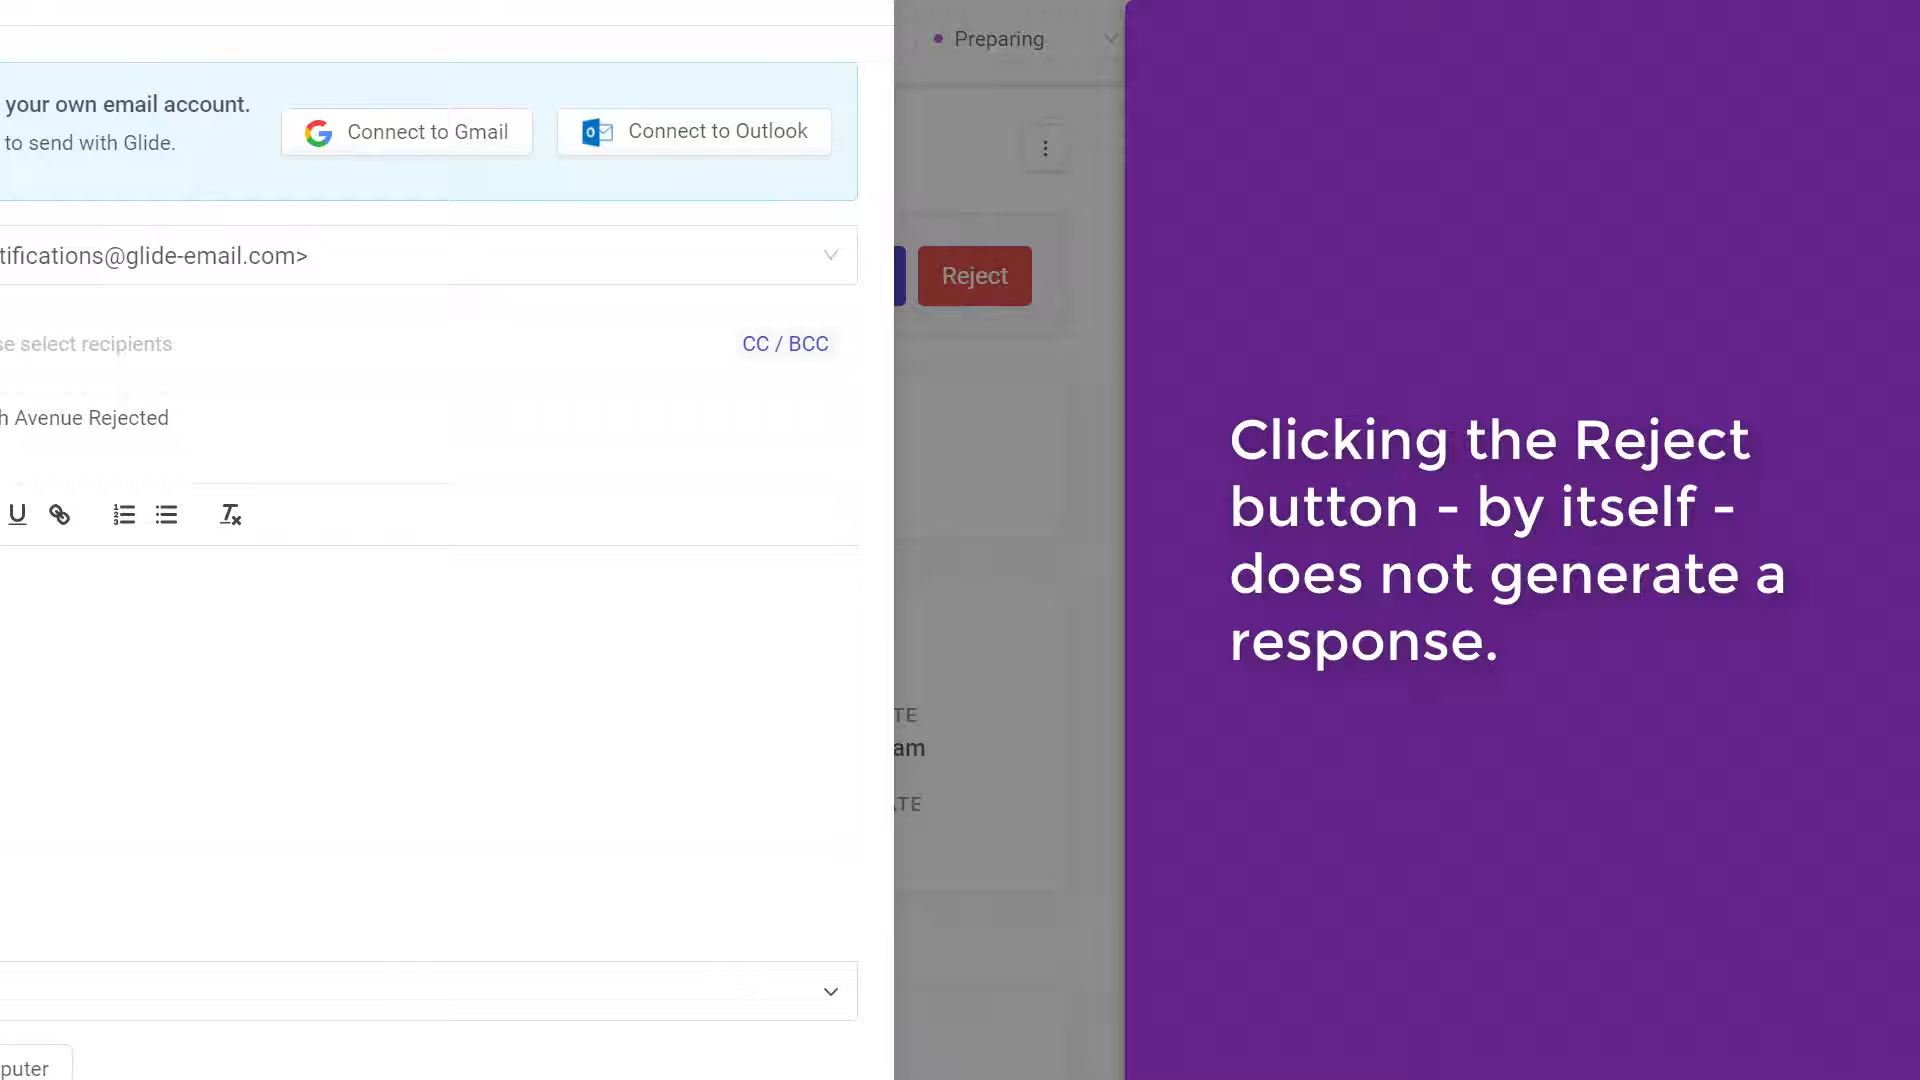 Preparing
your own email account.
to send with Glide.
Connect to Gmail
Connect to Outlook
tifications@glide-email.com>
Reject
se select recipients
CC / BCC
h Avenue Rejected
Clicking the Reject
button - by itself -
does not generate a
response.
TE
am
ATE
puter